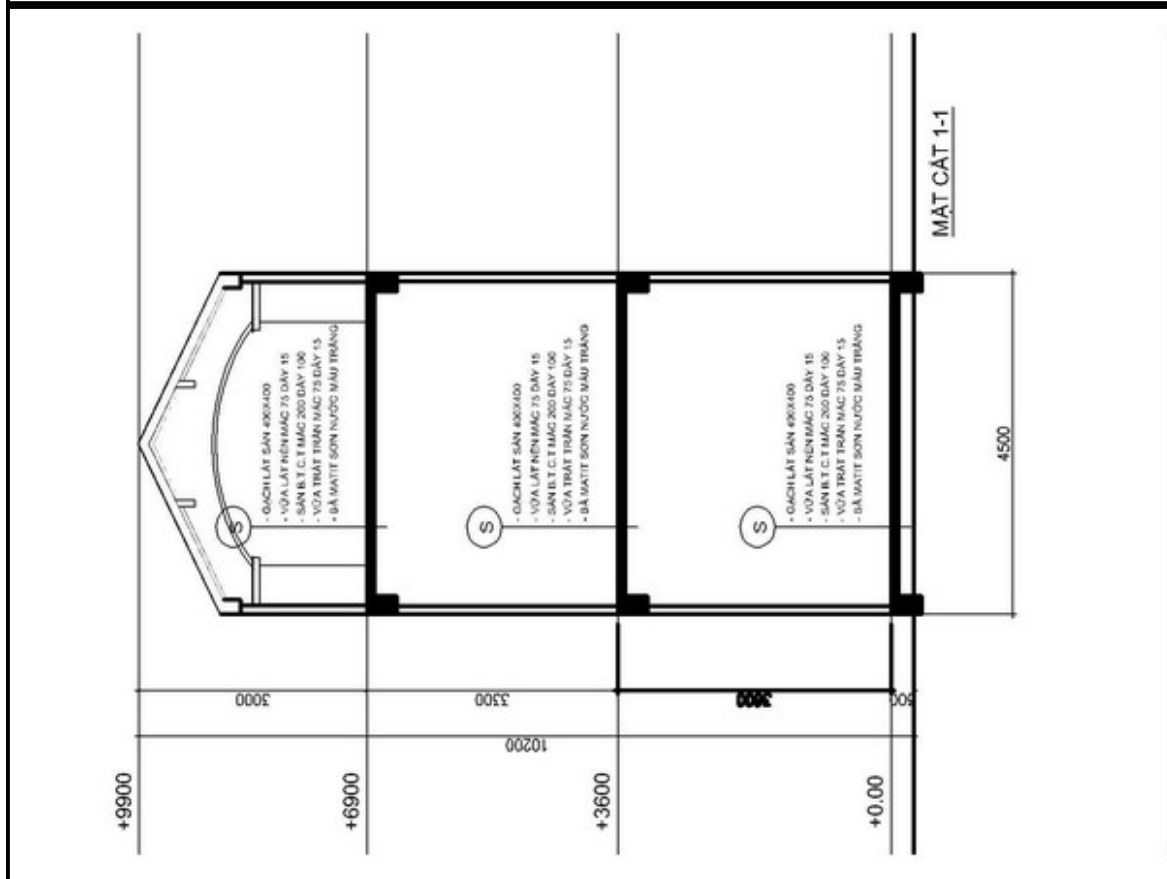 +9900
3000
S
- GẠCH LÁT SÀN 400X400
- VỮA LÁT NỀN MÁC 75 DÀY 15
- SÀN B.T.C.T MÁC 200 DÀY 100
- VỮA TRÁT TRẦN MÁC 75 DÀY 15
- BẢ MATIT SƠN NƯỚC MÀU TRẮNG
+6900
3300
10200
S
- GẠCH LÁT SÀN 400X400
- VỮA LÁT NỀN MÁC 75 DÀY 15
- SÀN B.T.C.T MÁC 200 DÀY 100
- VỮA TRÁT TRẦN MÁC 75 DÀY 15
- BẢ MATIT SƠN NƯỚC MÀU TRẮNG
+3600
3600
S
- GẠCH LÁT SÀN 400X400
- VỮA LÁT NỀN MÁC 75 DÀY 15
- SÀN B.T.C.T MÁC 200 DÀY 100
- VỮA TRÁT TRẦN MÁC 75 DÀY 15
- BẢ MATIT SƠN NƯỚC MÀU TRẮNG
+0.00
4500
MẶT CẮT 1-1